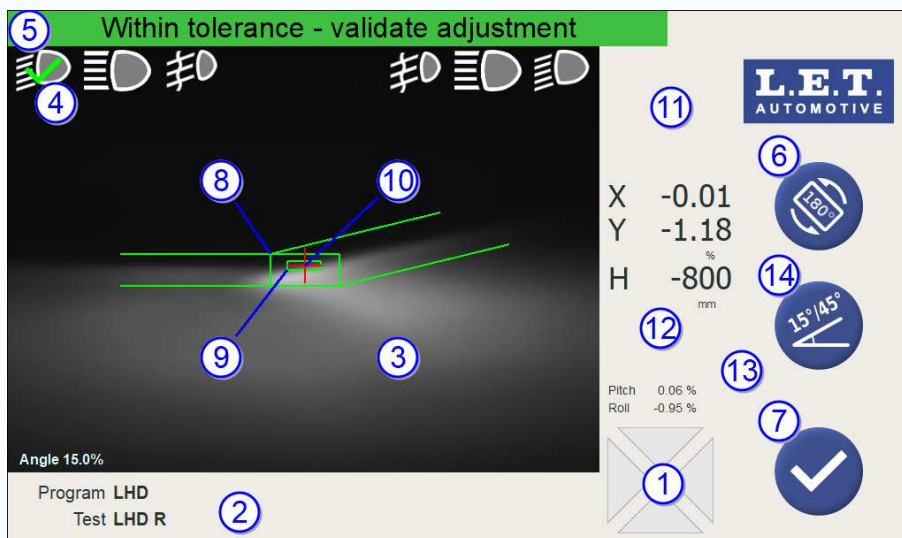 Within tolerance - validate adjustment
5
4
8
10
11
L.E.T.
AUTOMOTIVE
6
180°
X -0.01
Y -1.18
%
H -800
mm
14
15°/45°
9
3
12
13
Pitch 0.06 %
Roll -0.95 %
7
1
Angle 15.0%
Program LHD
Test LHD R
2